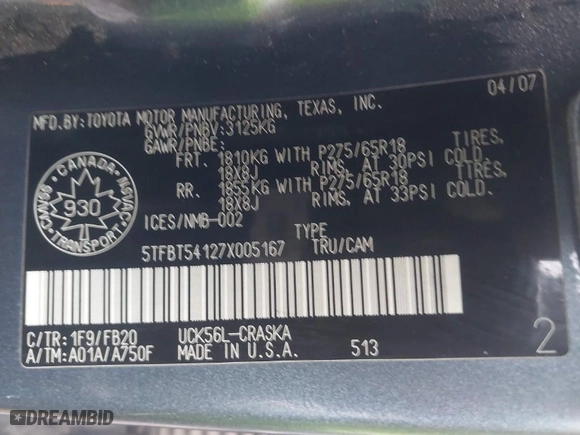 04/07
MFD.BY:TOYOTA MOTOR MANUFACTURING, TEXAS, INC.
GVWR/PNBV:3125KG
GAWR/PNBE:
FRT. 1810KG WITH P275/65R18 TIRES.
18X8J RIMS. AT 30PSI COLD.
RR. 1855KG WITH P275/65R18 TIRES.
18X8J RIMS. AT 33PSI COLD.
CANADA
930
TRANSPORT
CMVSS
NSVAC
ICES/NMB-002
TYPE
5TFBT54127X005167 TRU/CAM
C/TR: 1F9/FB20 UCK56L-CRASKA
A/TM:A01A/A750F MADE IN U.S.A. 513
2
DREAMBID